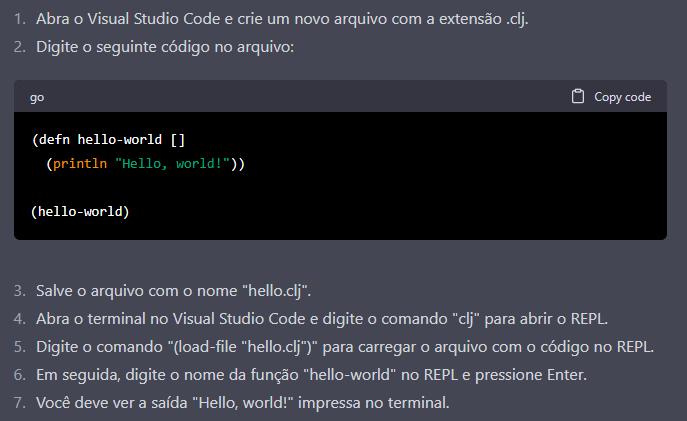 1. Abra o Visual Studio Code e crie um novo arquivo com a extensão .clj.
2. Digite o seguinte código no arquivo:
go Copy code
(defn hello-world []
  (println "Hello, world!"))
(hello-world)
3. Salve o arquivo com o nome "hello.clj".
4. Abra o terminal no Visual Studio Code e digite o comando "clj" para abrir o REPL.
5. Digite o comando "(load-file "hello.clj")" para carregar o arquivo com o código no REPL.
6. Em seguida, digite o nome da função "hello-world" no REPL e pressione Enter.
7. Você deve ver a saída "Hello, world!" impressa no terminal.